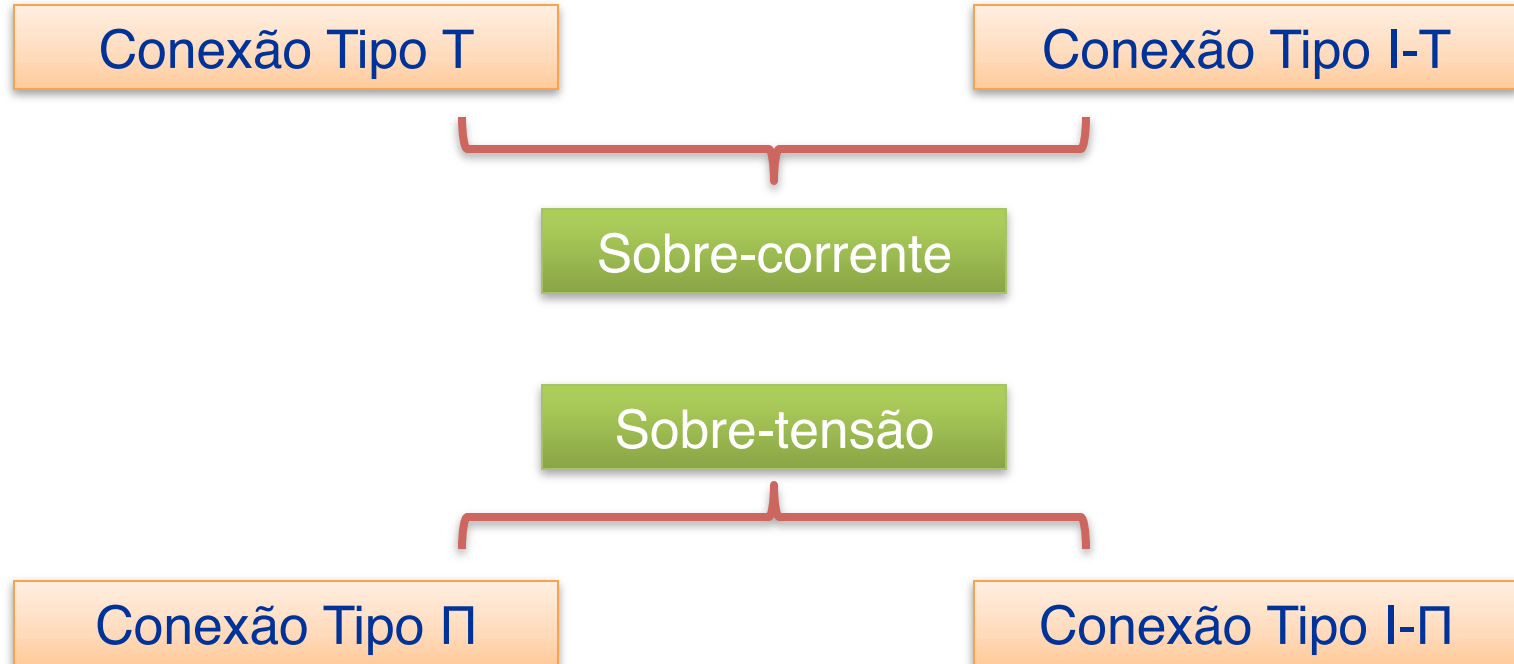 Conexão Tipo T
Conexão Tipo I-T
Sobre-corrente
Sobre-tensão
Conexão Tipo Π
Conexão Tipo I-Π